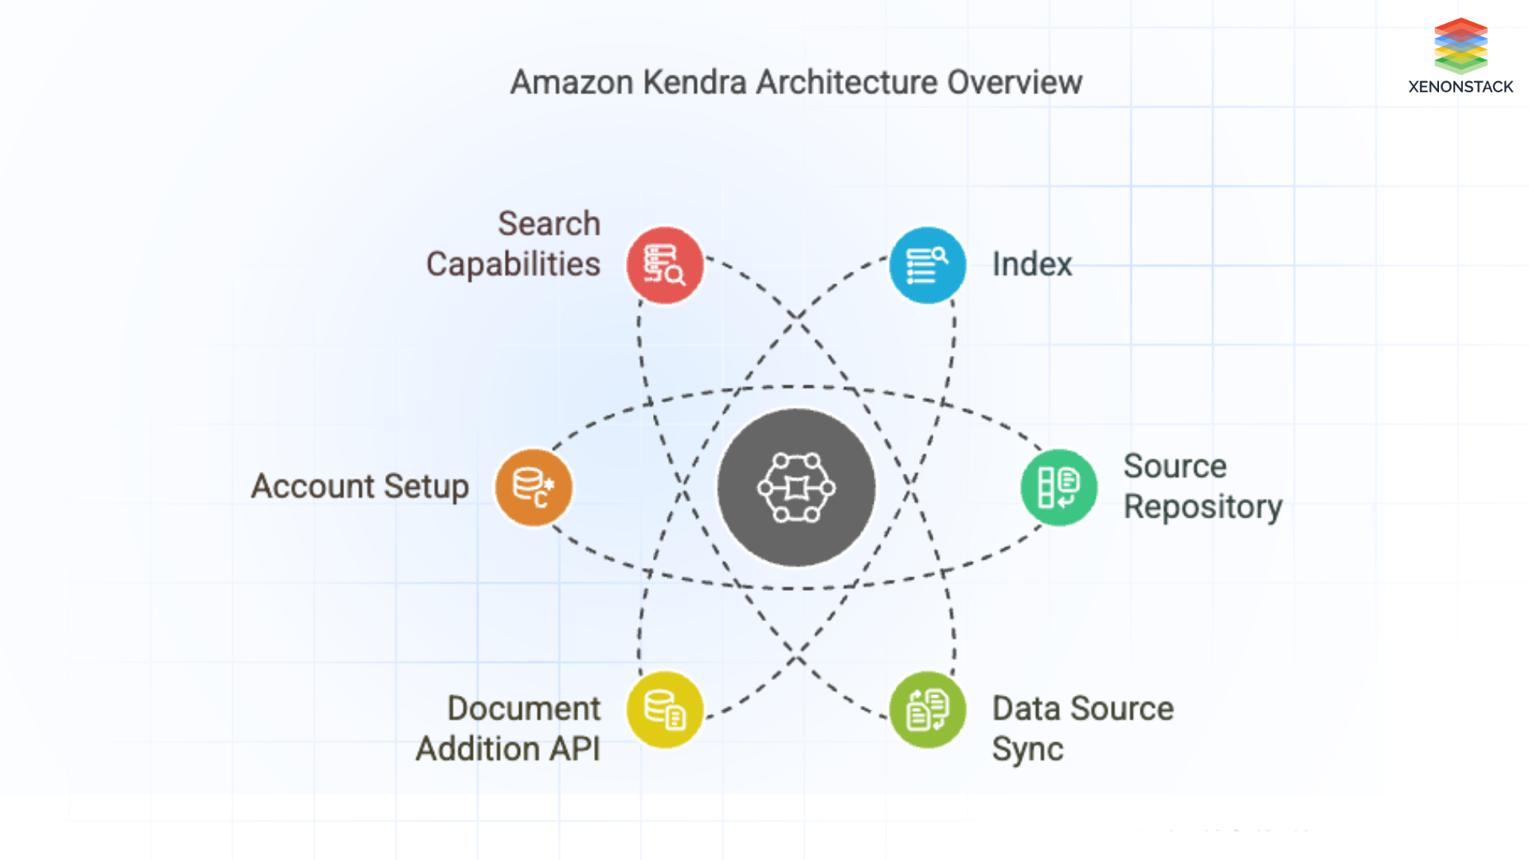 XENONSTACK
Amazon Kendra Architecture Overview
Search
Capabilities
Index
Account Setup
C
Source
Repository
Document
Addition API
Data Source
Sync